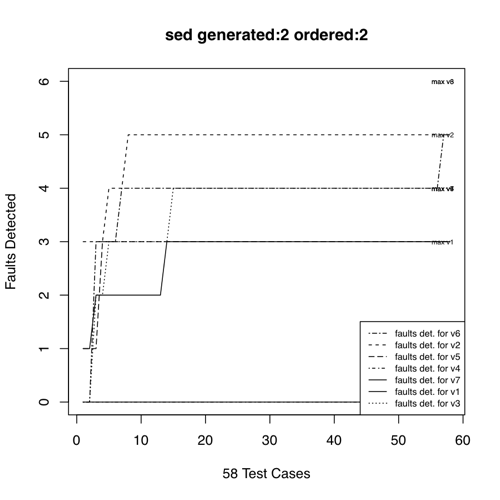 sed generated:2 ordered:2
Faults Detected
6
5
4
3
2
1
0
max v2
max v1
faults det. for v6
faults det. for v2
faults det. for v5
faults det. for v4
faults det. for v7
faults det. for v1
faults det. for v3
0
10
20
30
40
50
60
58 Test Cases